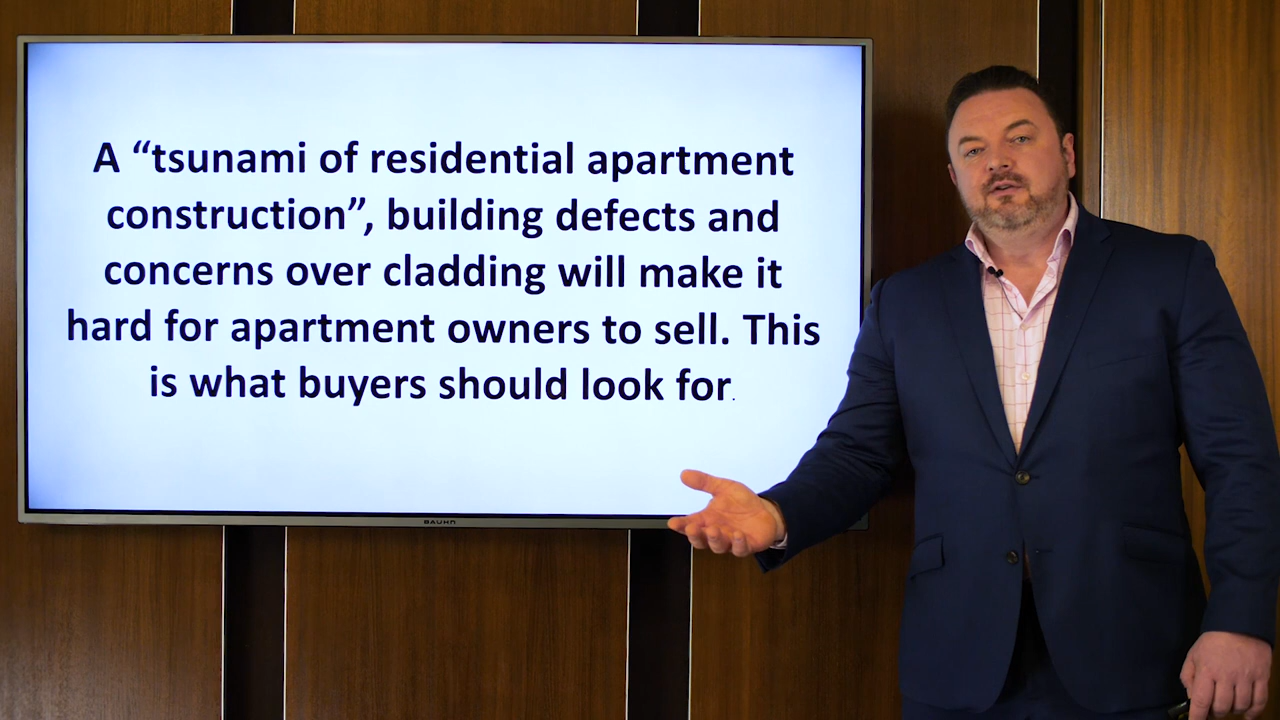 A “tsunami of residential apartment
construction”, building defects and
concerns over cladding will make it
hard for apartment owners to sell. This
is what buyers should look for.
BAUHN